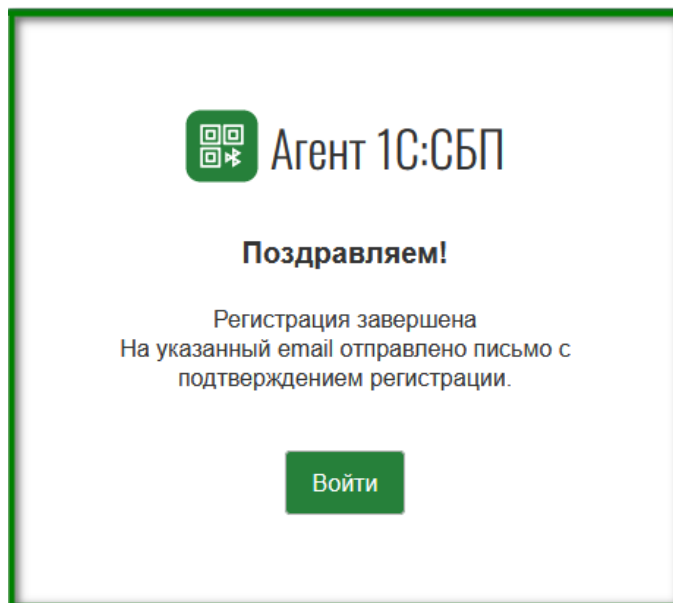 Агент 1С:СБП
Поздравляем!
Регистрация завершена
На указанный email отправлено письмо с
подтверждением регистрации.
Войти